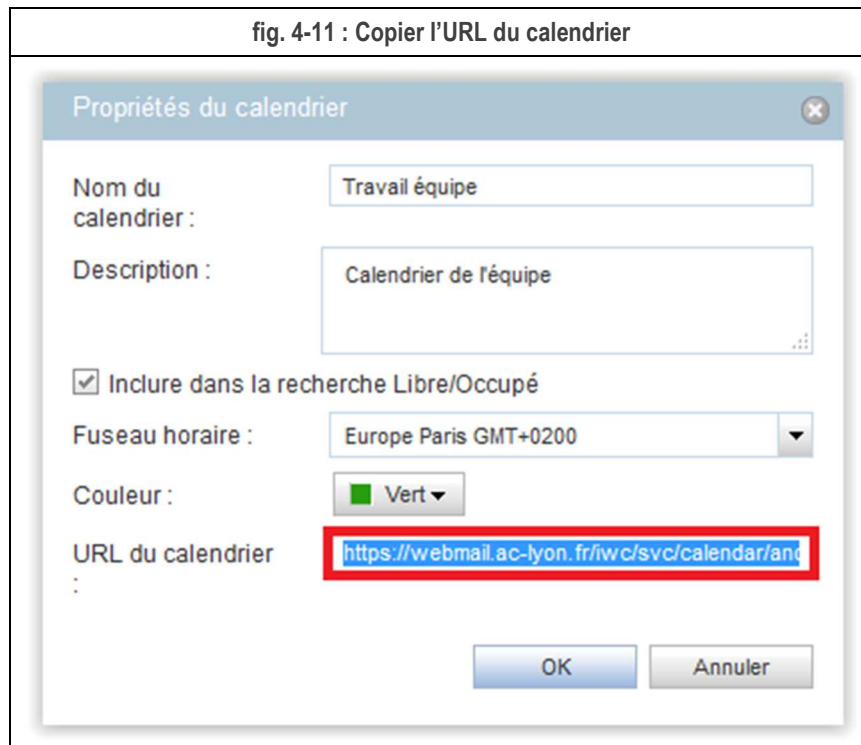 fig. 4-11 : Copier l’URL du calendrier
Propriétés du calendrier
Nom du
calendrier :
Travail équipe
Description :
Calendrier de l'équipe
Inclure dans la recherche Libre/Occupé
Fuseau horaire :
Europe Paris GMT+0200
Couleur :
Vert
URL du calendrier
:
https://webmail.ac-lyon.fr/iwc/svc/calendar/and
OK
Annuler